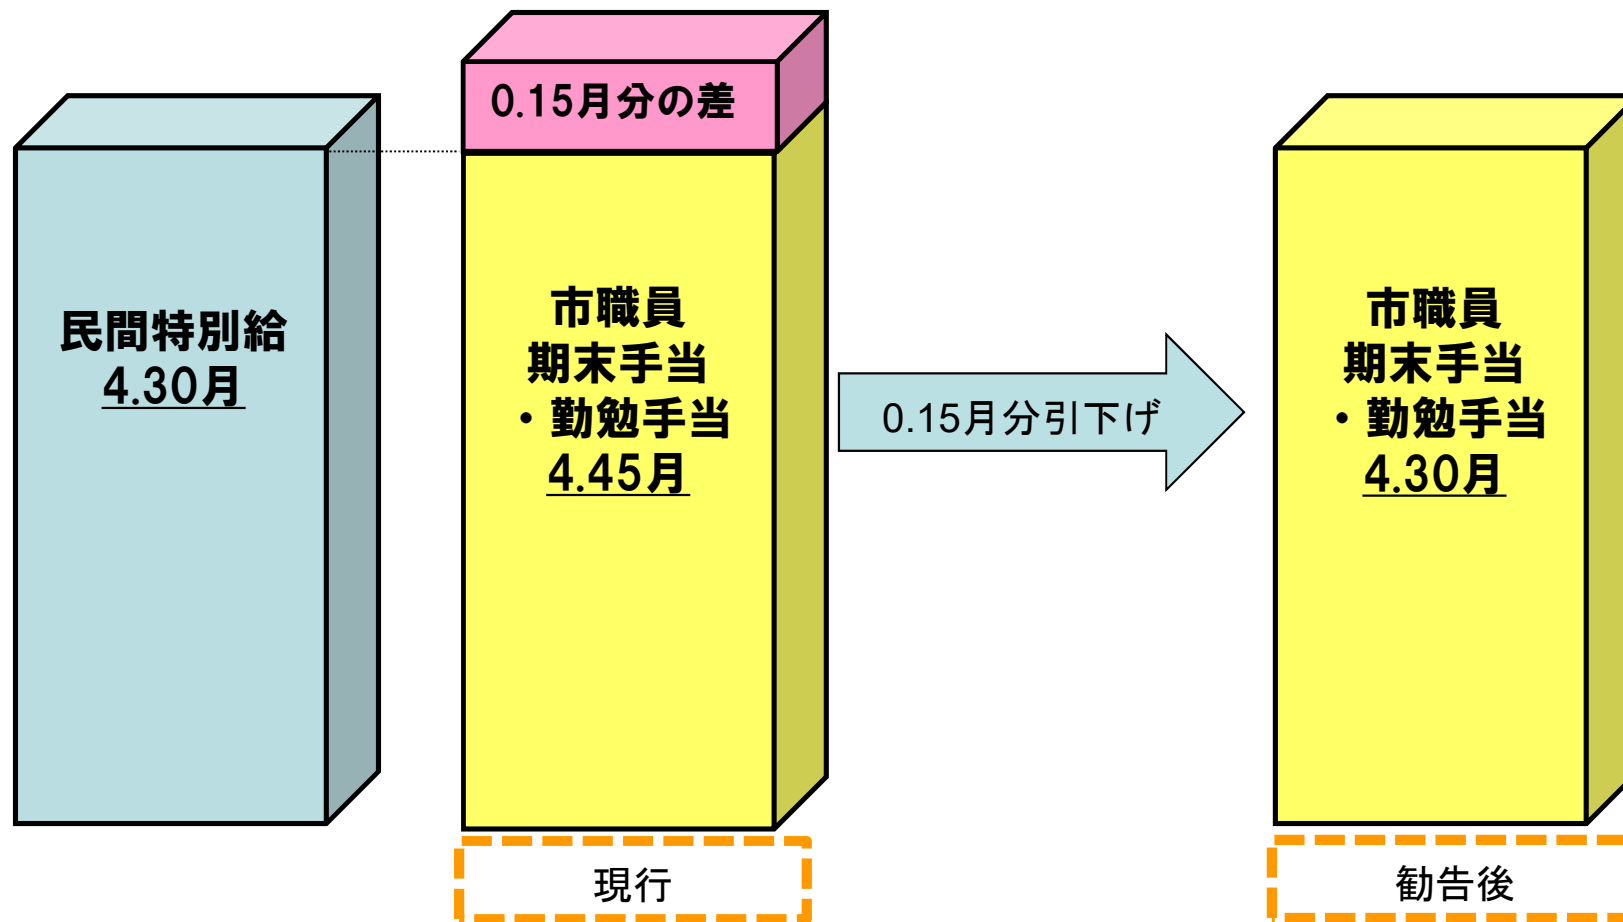 0.15月分の差
民間特別給
4.30月
市職員
期末手当
・勤勉手当
4.45月
0.15月分引下げ
市職員
期末手当
・勤勉手当
4.30月
現行
勧告後